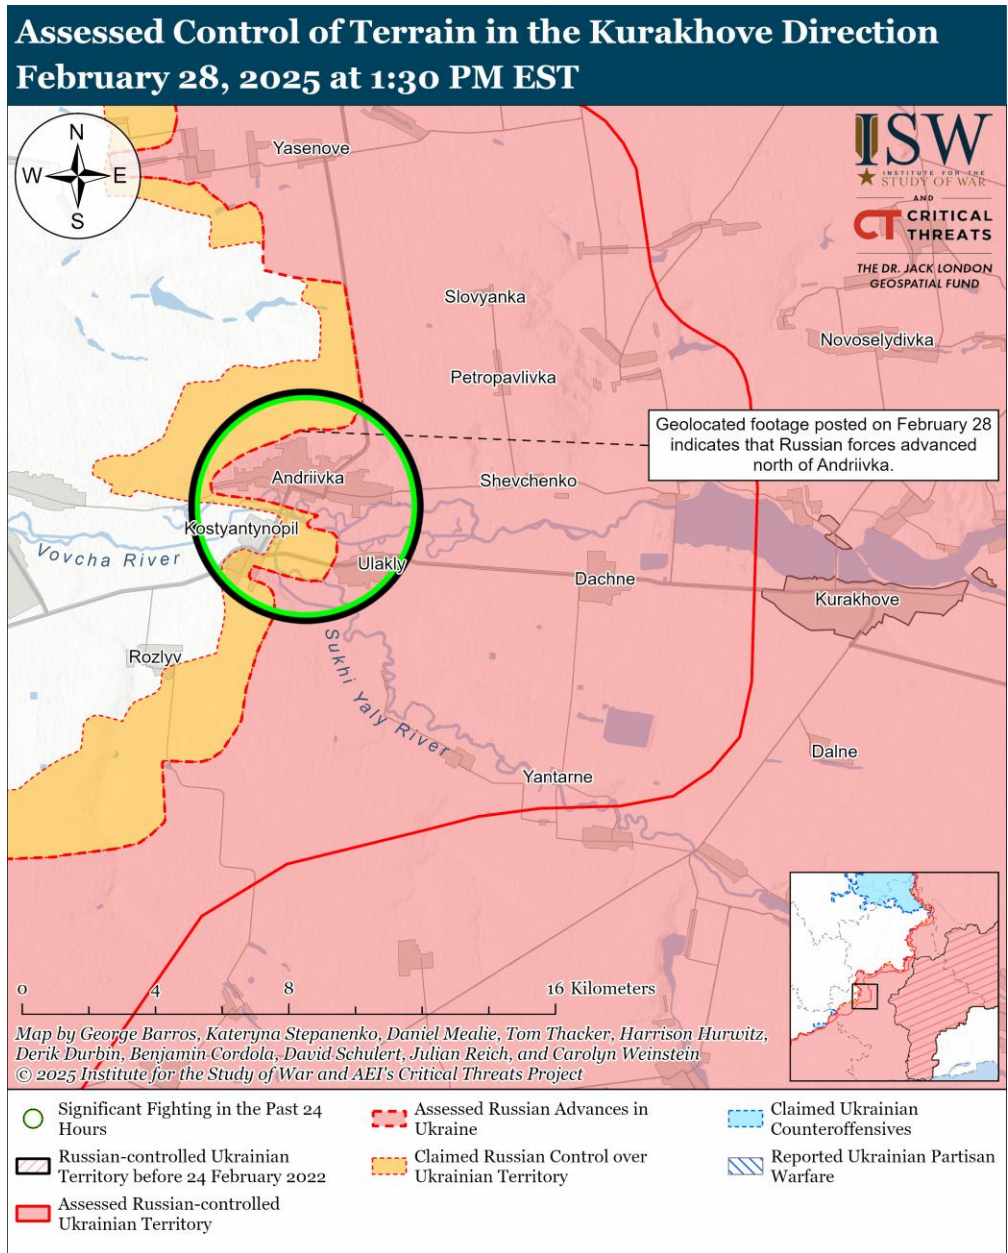 Assessed Control of Terrain in the Kurakhove Direction
February 28, 2025 at 1:30 PM EST
N
W
E
S
ISW
INSTITUTE FOR THE
STUDY OF WAR
AND
CT CRITICAL
THREATS
THE DR. JACK LONDON
GEOSPATIAL FUND
Yasenove
Slovyanka
Novoselydivka
Petropavlivka
Geolocated footage posted on February 28
indicates that Russian forces advanced
north of Andriivka.
Andriivka
Shevchenko
Kostyantynopil
Vovcha River
Ulakly
Dachne
Kurakhove
Rozlyv
Sukhi Yaly River
Dalne
Yantarne
0
4
8
16 Kilometers
Map by George Barros, Kateryna Stepanenko, Daniel Mealie, Tom Thacker, Harrison Hurwitz,
Derik Durbin, Benjamin Cordola, David Schulert, Julian Reich, and Carolyn Weinstein
© 2025 Institute for the Study of War and AEI's Critical Threats Project
Significant Fighting in the Past 24
Hours
Russian-controlled Ukrainian
Territory before 24 February 2022
Assessed Russian-controlled
Ukrainian Territory
Assessed Russian Advances in
Ukraine
Claimed Russian Control over
Ukrainian Territory
Claimed Ukrainian
Counteroffensives
Reported Ukrainian Partisan
Warfare